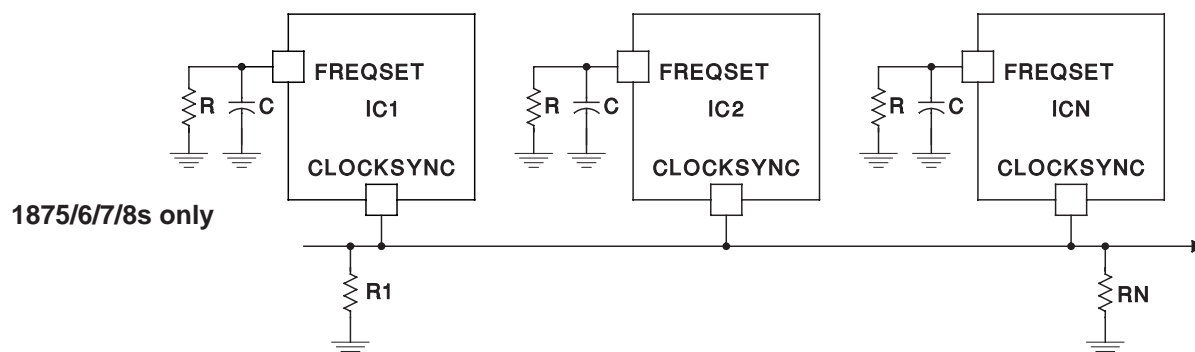 FREQSET
R
C
IC1
CLOCKSYNC
FREQSET
R
C
IC2
CLOCKSYNC
FREQSET
R
C
ICN
CLOCKSYNC
1875/6/7/8s only
R1
RN